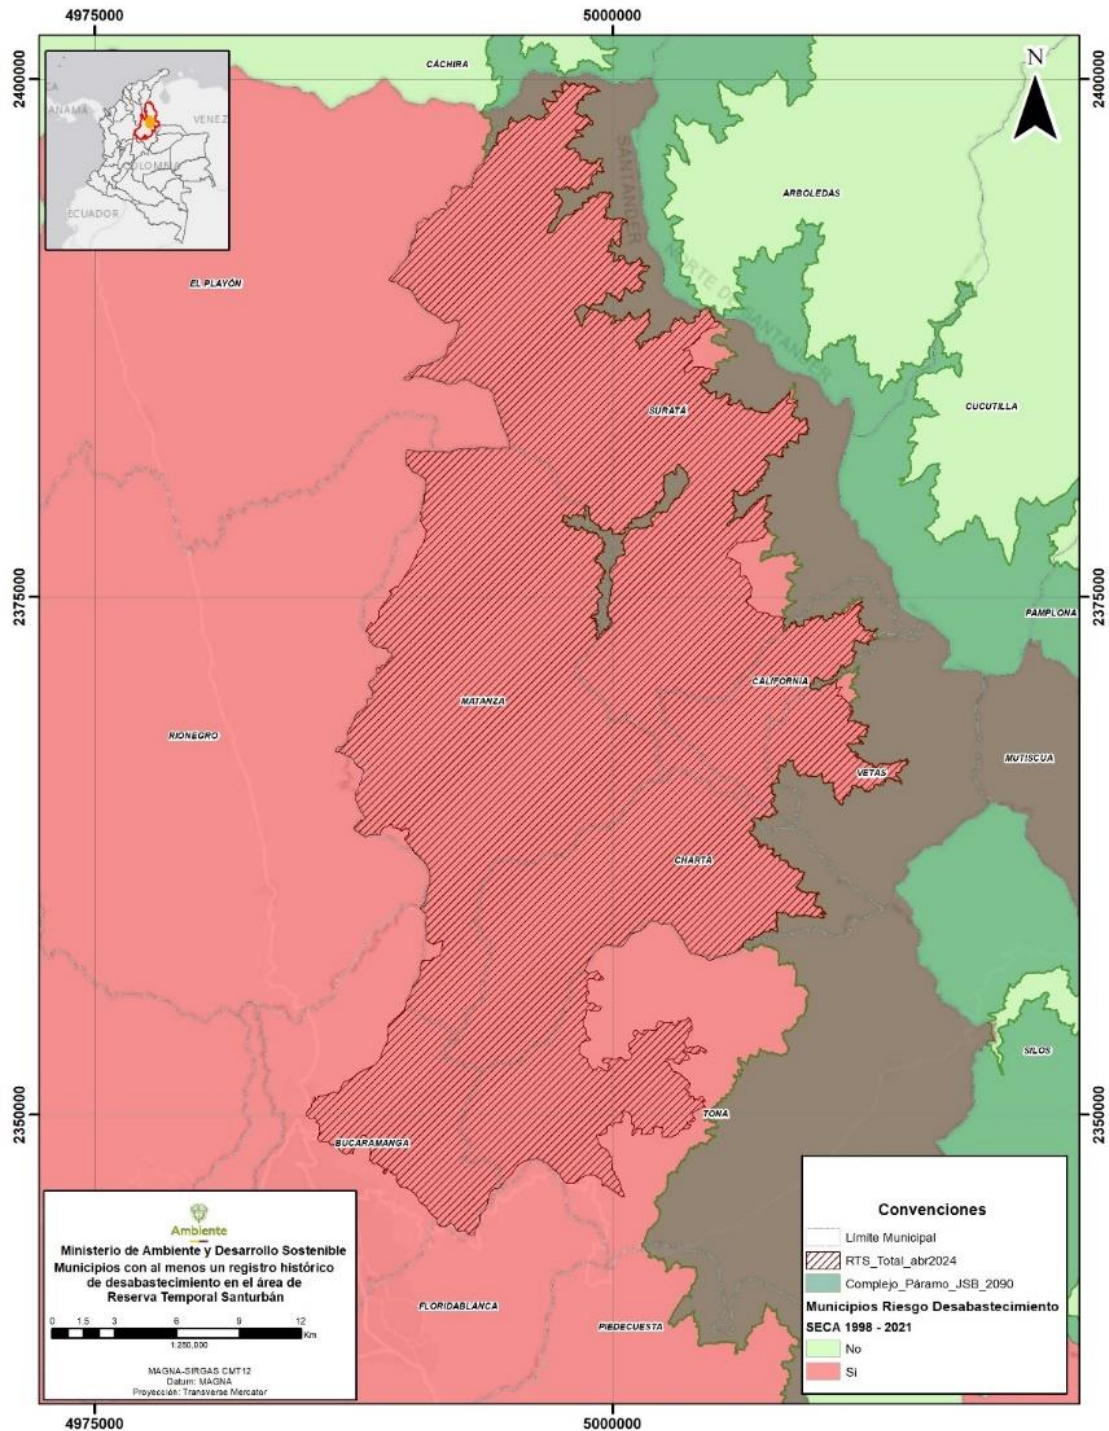 4975000
5000000
2400000
2400000
CÁCHIRA
N
CA
ANAMÁ
VENEZ
COLOMBIA
ECUADOR
SANTANDER
ARBOLEDAS
NORTE DE SANTANDER
EL PLAYÓN
SURATÁ
CUCUTILLA
2375000
2375000
PAMPLONA
CALIFORNIA
MATANZA
RIONEGRO
MUTISCUA
VETAS
CHARTA
SILOS
2350000
2350000
TONA
BUCARAMANGA
FLORIDABLANCA
PIEDECUESTA
Ambiente
Ministerio de Ambiente y Desarrollo Sostenible
Municipios con al menos un registro histórico
de desabastecimiento en el área de
Reserva Temporal Santurbán
0 1.5 3 6 9 12
Km
1:250,000
MAGNA-SIRGAS CMT12
Datum: MAGNA
Proyección: Transverse Mercator
Convenciones
Límite Municipal
RTS_Total_abr2024
Complejo_Páramo_JSB_2090
Municipios Riesgo Desabastecimiento
SECA 1998 - 2021
No
Si
4975000
5000000